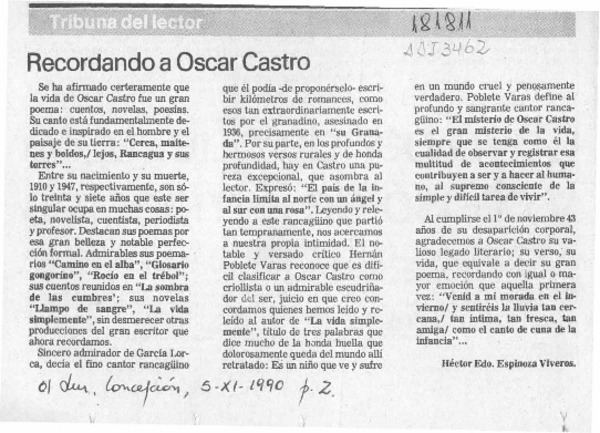 Tribuna del lector
181811
Recordando a Oscar Castro
Se ha afirmado certeramente que
la vida de Oscar Castro fue un gran
poema: cuentos, novelas, poesías.
Su canto está fundamentalmente de-
dicado e inspirado en el hombre y el
paisaje de su tierra: "Cerca, maite-
nes y boldos,/ lejos, Rancagua y sus
torres"...
Entre su nacimiento y su muerte,
1910 y 1947, respectivamente, son só-
lo treinta y siete años que este ser
singular ocupa en muchas cosas: po-
eta, novelista, cuentista, periodista
y profesor. Destacan sus poemas por
esa gran belleza y notable perfec-
ción formal. Admirables sus poema-
rios "Camino en el alba", "Glosario
gongorino", "Rocío en el trébol";
sus cuentos reunidos en "La sombra
de las cumbres'; sus novelas
"Llampo de sangre", "La vida
simplemente", sin desmerecer otras
producciones del gran escritor que
ahora recordamos.
Sincero admirador de García Lor-
ca, decía el fino cantor rancagüino
que él podía -de proponérselo- escri-
bir kilómetros de romances, como
esos tan extraordinariamente escri-
tos por el granadino, asesinado en
1936, precisamente en "su Grana-
da". Por su parte, en los profundos y
hermosos versos rurales y de honda
profundidad, hay en Castro una pu-
reza excepcional, que asombra al
lector. Expresó: "El país de la in-
fancia limita al norte con un ángel y
al sur con una rosa". Leyendo y rele-
yendo a este rancagüino que partió
tan tempranamente, nos acercamos
a nuestra propia intimidad. El no-
table y versado crítico Hernán
Poblete Varas reconoce que es difí-
cil clasificar a Oscar Castro como
criollista o un admirable escudriña-
dor del ser, juicio en que creo con-
cordamos quienes hemos leído y re-
leído al autor de "La vida simple-
mente", título de tres palabras que
dice mucho de la honda huella que
dolorosamente queda del mundo allí
retratado: Es un niño que ve y sufre
en un mundo cruel y penosamente
verdadero. Poblete Varas define al
profundo y sangrante cantor ranca-
güino: "El misterio de Oscar Castro
es el gran misterio de la vida,
siempre que se tenga como él la
cualidad de observar y registrar esa
multitud de acontecimientos que
contribuyen a ser y a hacer al huma-
no, al supremo consciente de la
simple y difícil tarea de vivir".
Al cumplirse el 1º de noviembre 43
años de su desaparición corporal,
agradecemos a Oscar Castro su va-
lioso legado literario; su verso, su
vida, que equivale a decir su gran
poema, recordando con igual o ma-
yor emoción que aquella primera
vez: "Venid a mi morada en el in-
vierno/ y sentiréis la lluvia tan cer-
cana,/ tan íntima, tan fresca, tan
amiga/ como el canto de cuna de la
infancia"...
Héctor Edo. Espinoza Viveros.
El Sur, Concepción, 5-XI-1990 p. 2.